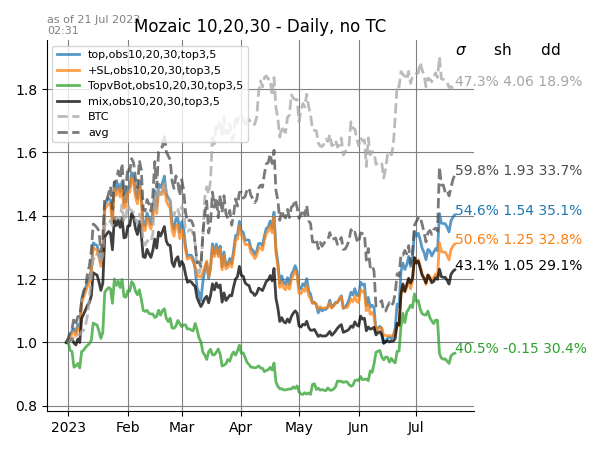 as of 21 Jul 2023
02:31
Mozaic 10,20,30 - Daily, no TC
σ sh dd
top,obs10,20,30,top3,5
+SL,obs10,20,30,top3,5
TopvBot,obs10,20,30,top3,5
mix,obs10,20,30,top3,5
BTC
avg
47.3% 4.06 18.9%
59.8% 1.93 33.7%
54.6% 1.54 35.1%
50.6% 1.25 32.8%
43.1% 1.05 29.1%
40.5% -0.15 30.4%
1.8
1.6
1.4
1.2
1.0
0.8
2023 Feb Mar Apr May Jun Jul